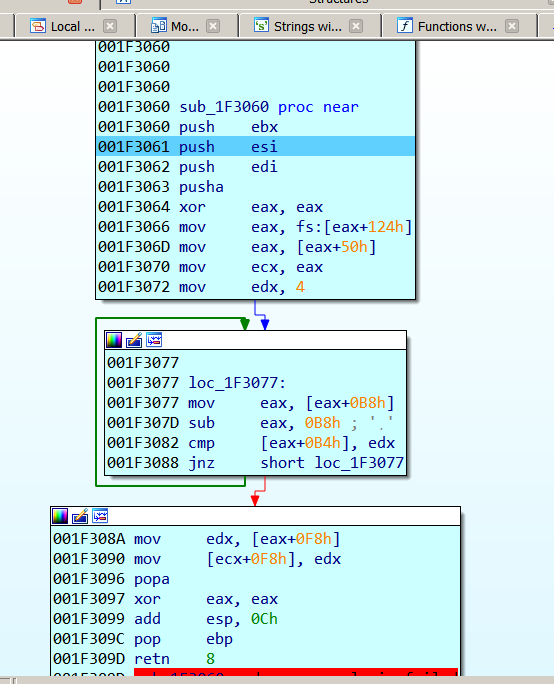 Structures
Local ...
Mo...
Strings wi...
Functions w...
001F3060
001F3060
001F3060
001F3060 sub_1F3060 proc near
001F3060 push ebx
001F3061 push esi
001F3062 push edi
001F3063 pusha
001F3064 xor eax, eax
001F3066 mov eax, fs:[eax+124h]
001F306D mov eax, [eax+50h]
001F3070 mov ecx, eax
001F3072 mov edx, 4
001F3077
001F3077 loc_1F3077:
001F3077 mov eax, [eax+0B8h]
001F307D sub eax, 0B8h ; '.'
001F3082 cmp [eax+0B4h], edx
001F3088 jnz short loc_1F3077
001F308A mov edx, [eax+0F8h]
001F3090 mov [ecx+0F8h], edx
001F3096 popa
001F3097 xor eax, eax
001F3099 add esp, 0Ch
001F309C pop ebp
001F309D retn 8